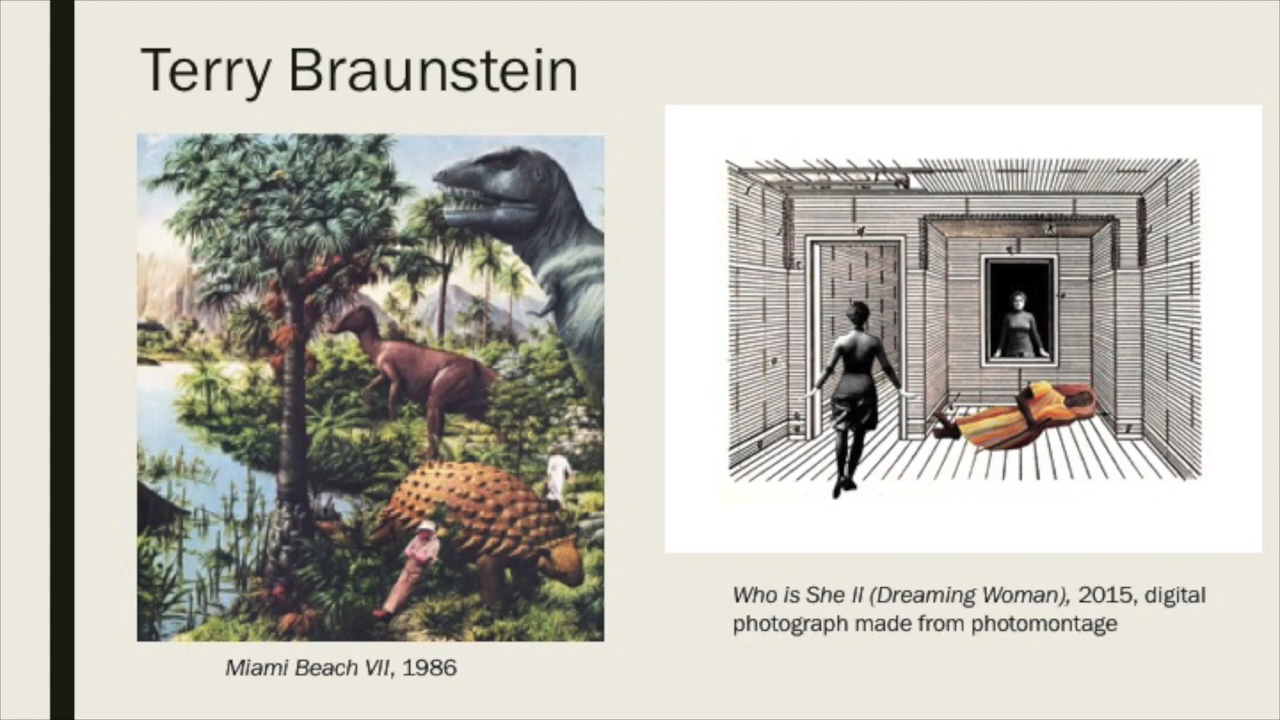 Terry Braunstein
Miami Beach VII, 1986
Who is She II (Dreaming Woman), 2015, digital
photograph made from photomontage